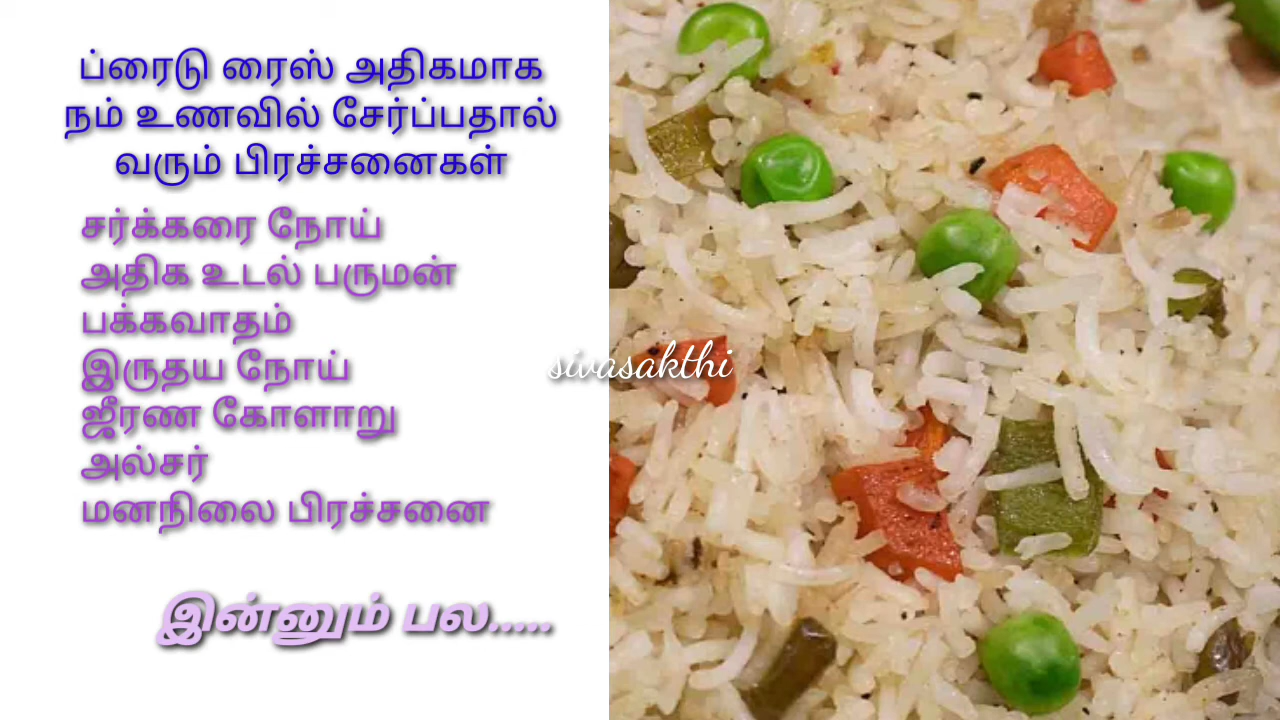 ப்ரைடு ரைஸ் அதிகமாக
நம் உணவில் சேர்ப்பதால்
வரும் பிரச்சனைகள்
சர்க்கரை நோய்
அதிக உடல் பருமன்
பக்கவாதம்
இருதய நோய்
ஜீரண கோளாறு
அல்சர்
மனநிலை பிரச்சனை
இன்னும் பல.....
sivasakthi